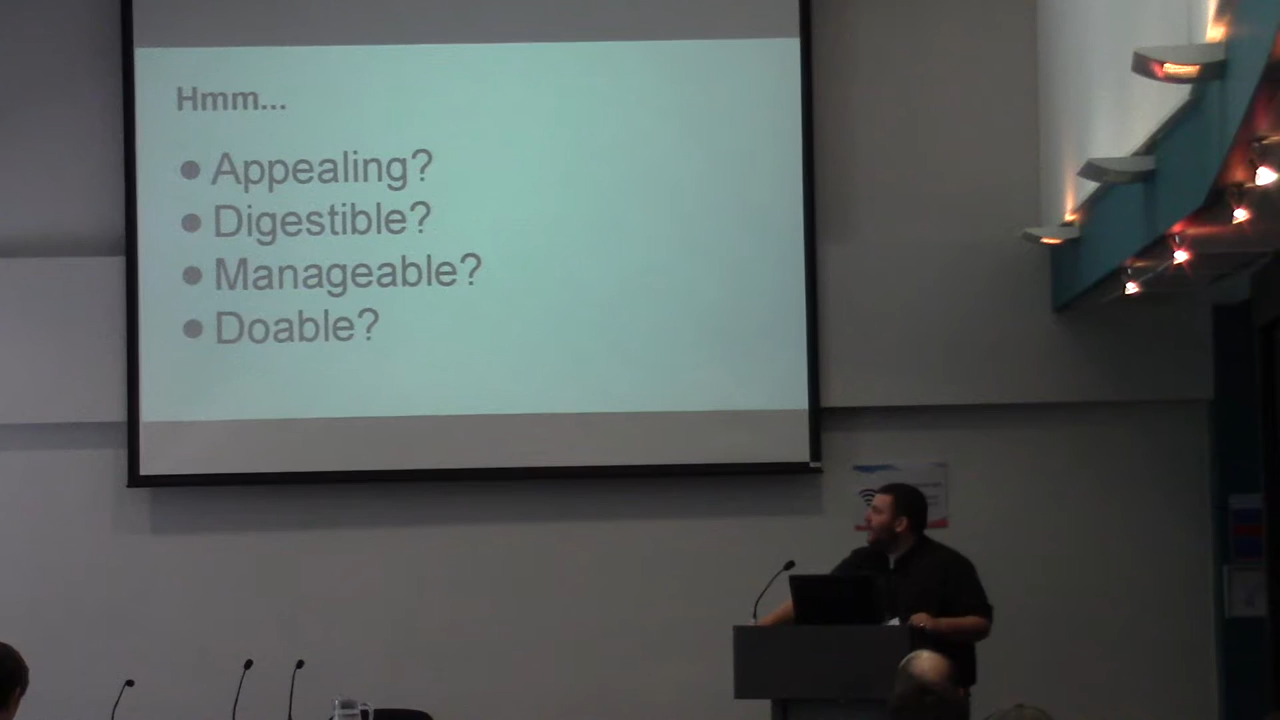 Hmm...
● Appealing?
● Digestible?
● Manageable?
● Doable?